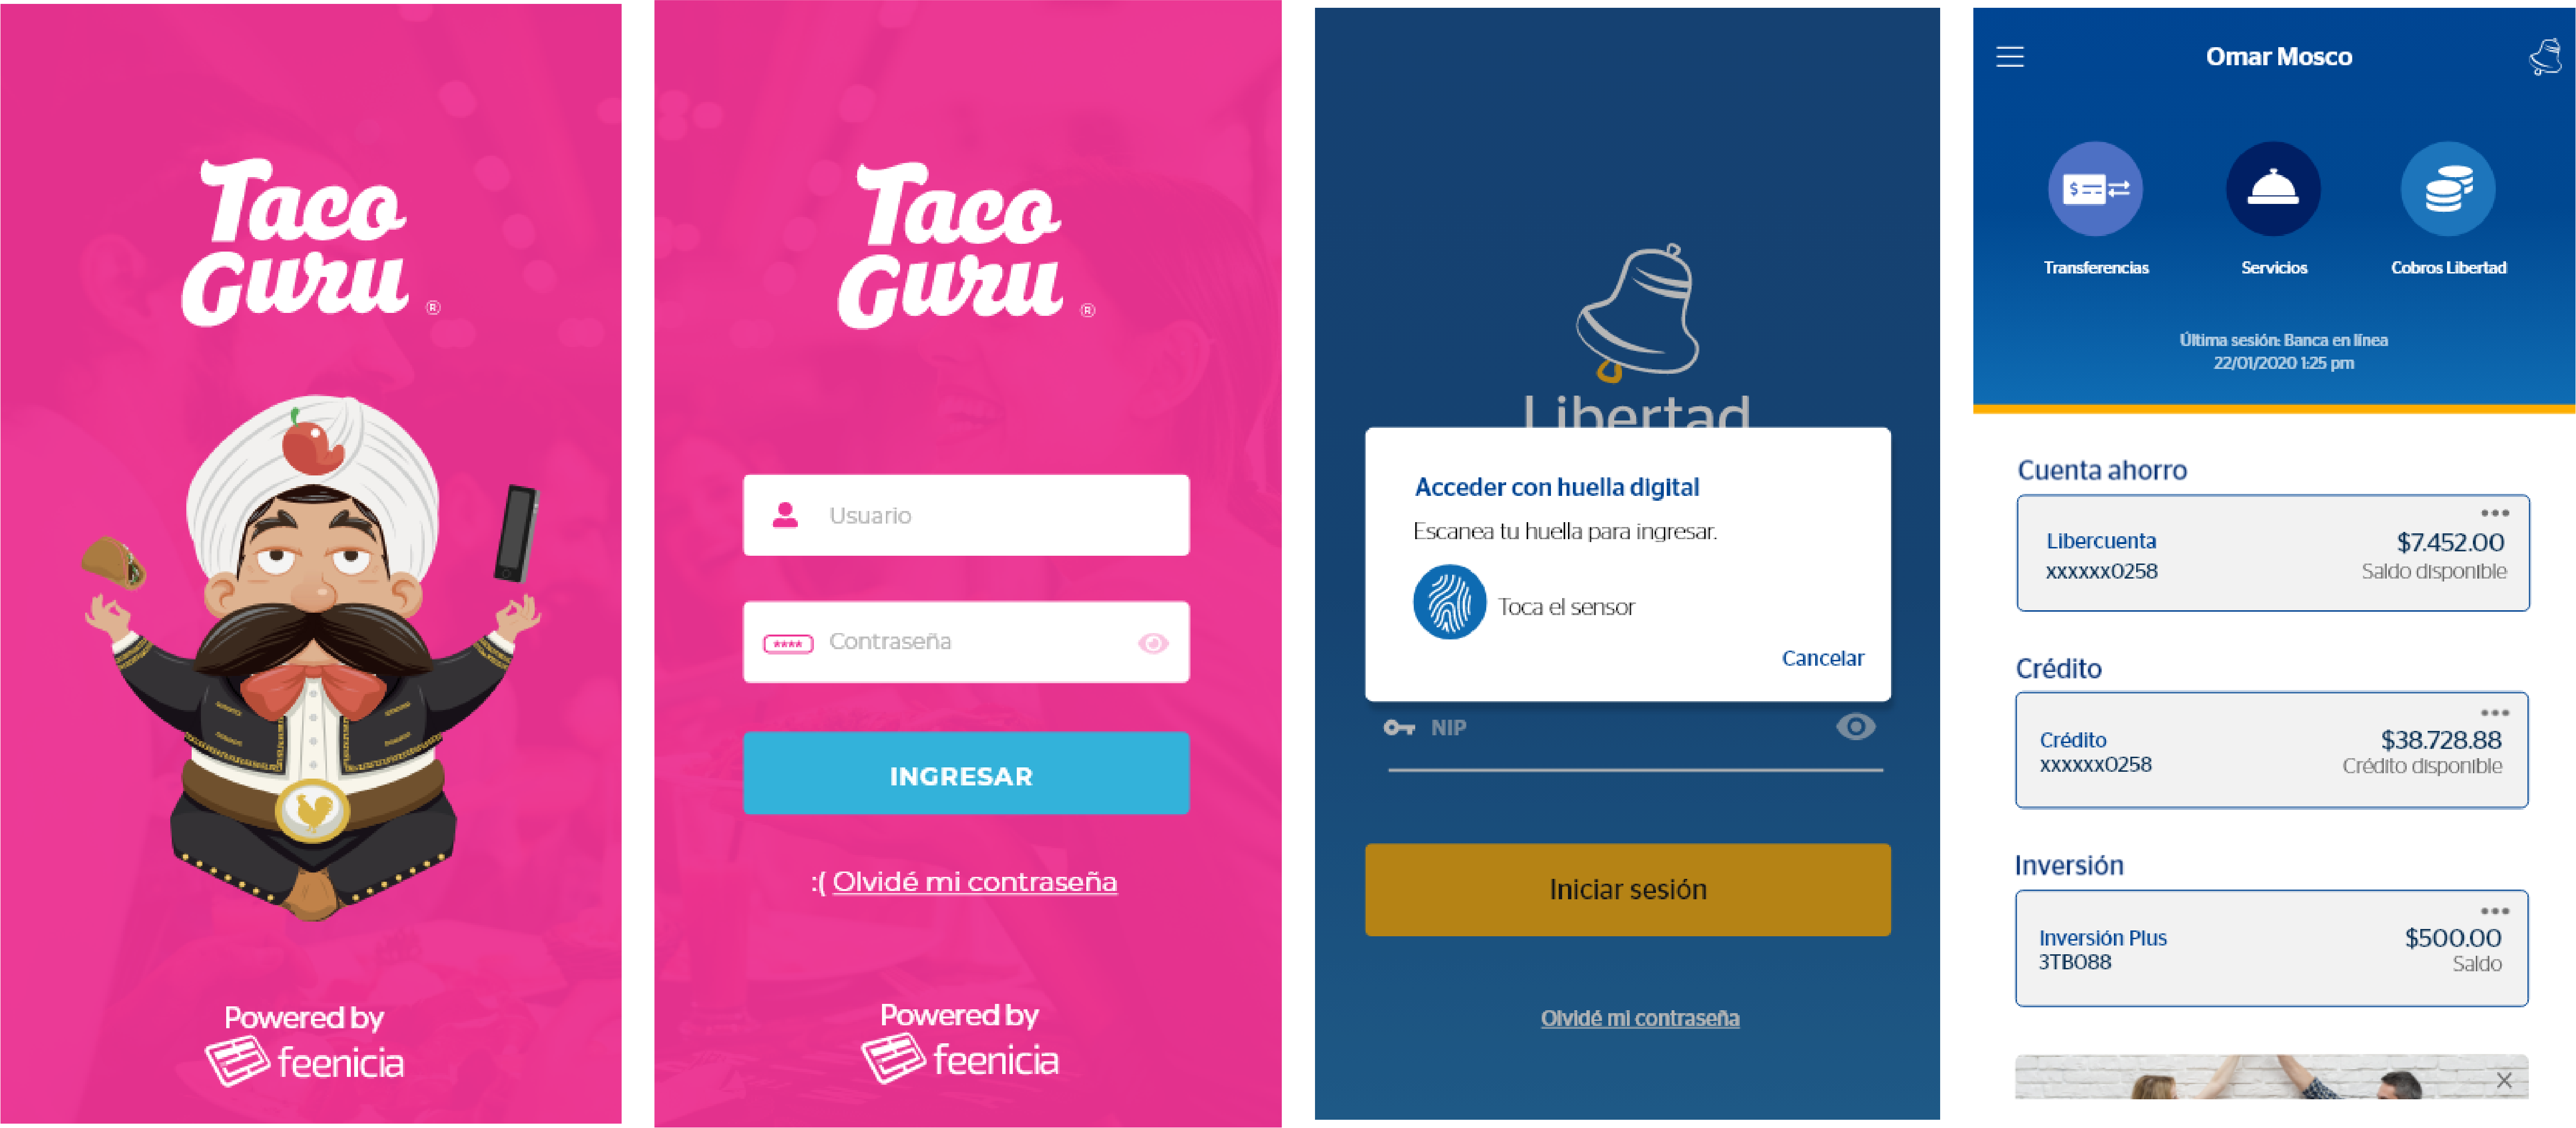 Taco
Guru ®
Powered by
feenicia
Taco
Guru ®
Usuario
**** Contraseña
INGRESAR
:( Olvidé mi contraseña
Powered by
feenicia
Libertad
Acceder con huella digital
Escanea tu huella para ingresar.
Toca el sensor
Cancelar
NIP
Iniciar sesión
Olvidé mi contraseña
Omar Mosco
$
Transferencias
Servicios
Cobros Libertad
Última sesión: Banca en línea
22/01/2020 1:25 pm
Cuenta ahorro
Libercuenta $7.452.00
xxxxxx0258 Saldo disponible
Crédito
Crédito $38.728.88
xxxxxx0258 Crédito disponible
Inversión
Inversión Plus $500.00
3TB088 Saldo